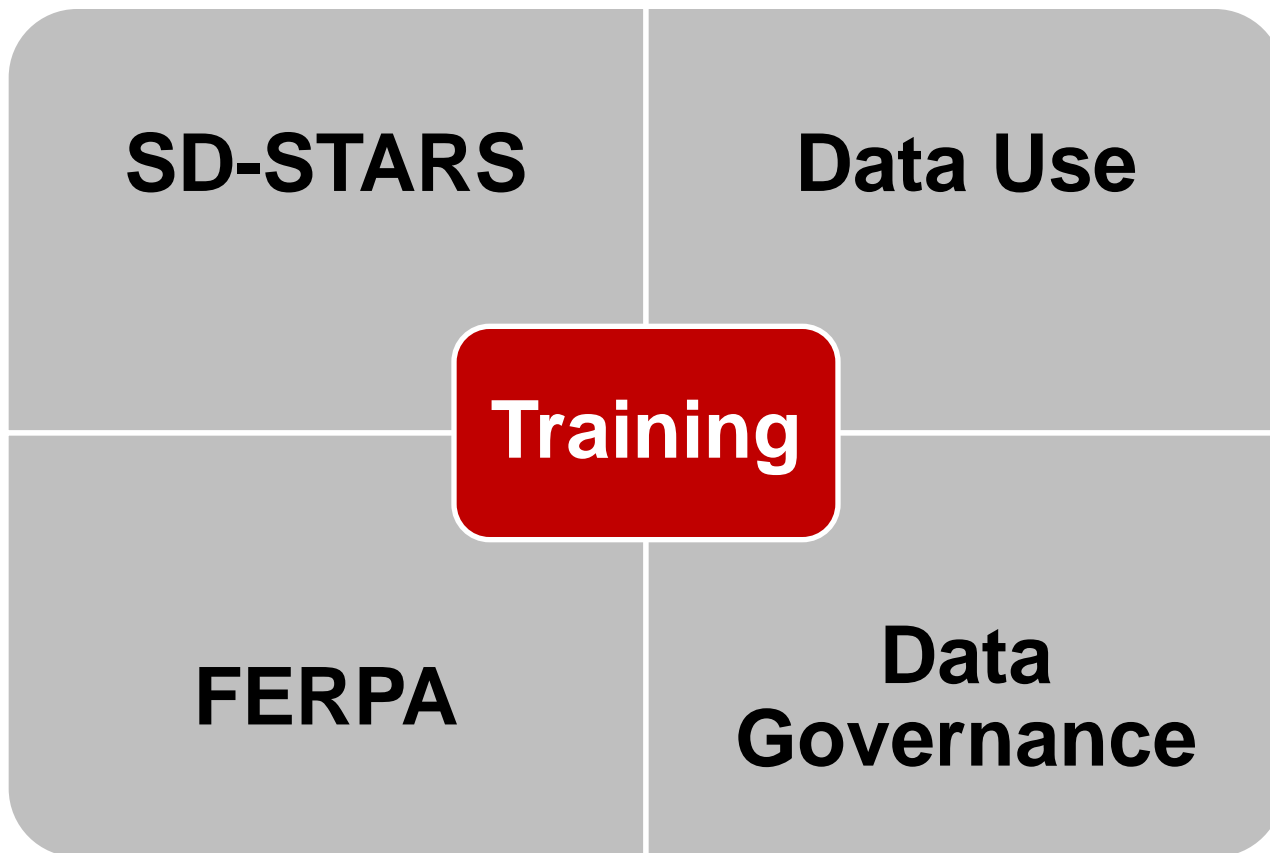 SD-STARS
Data Use
Training
FERPA
Data
Governance